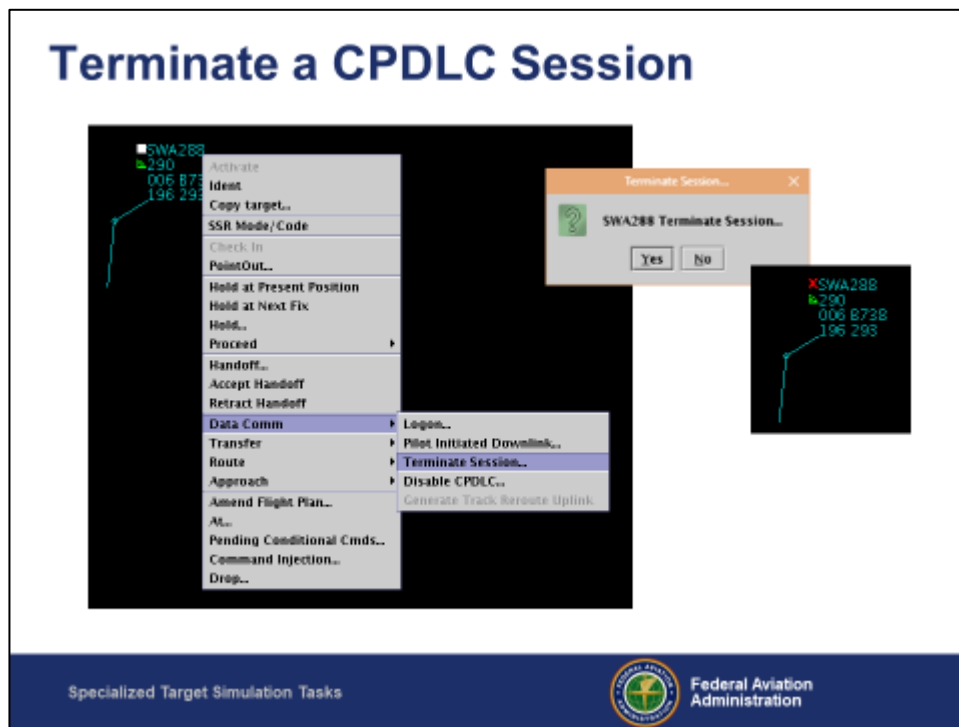 Terminate a CPDLC Session
SWA288
290
006 B73
196 293
Activate
Ident
Copy target...
SSR Mode/Code
Check In
PointOut...
Hold at Present Position
Hold at Next Fix
Hold...
Proceed
Handoff...
Accept Handoff
Retract Handoff
Data Comm
Transfer
Route
Approach
Amend Flight Plan...
At...
Pending Conditional Cmds...
Command Injection...
Drop...
Logon...
Pilot Initiated Downlink...
Terminate Session...
Disable CPDLC...
Generate Track Reroute Uplink
Terminate Session...
SWA288 Terminate Session...
Yes No
XSWA288
290
006 B738
196 293
Specialized Target Simulation Tasks
Federal Aviation
Administration